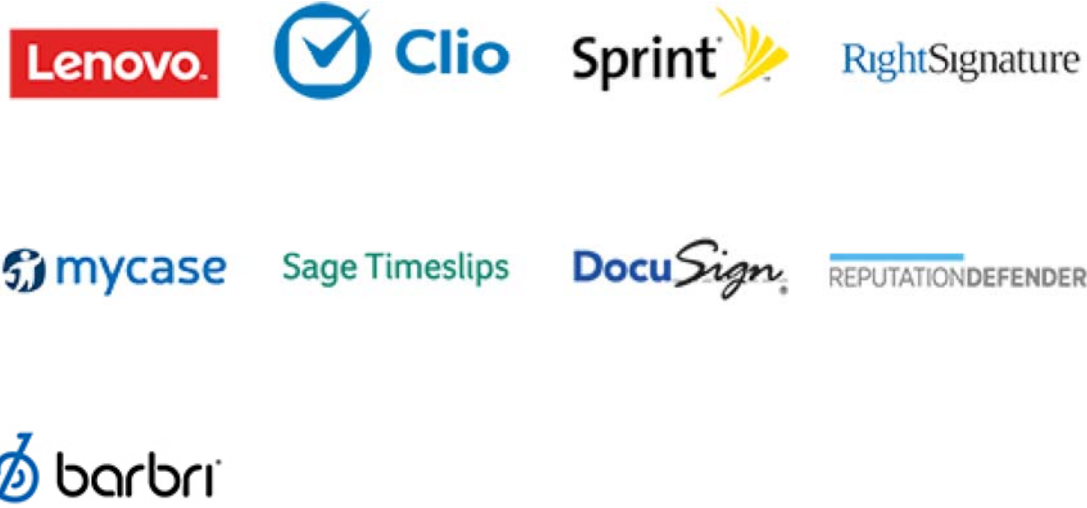 Lenovo.
Clio
Sprint
RightSignature
mycase
Sage Timeslips
DocuSign
REPUTATIONDEFENDER
barbri